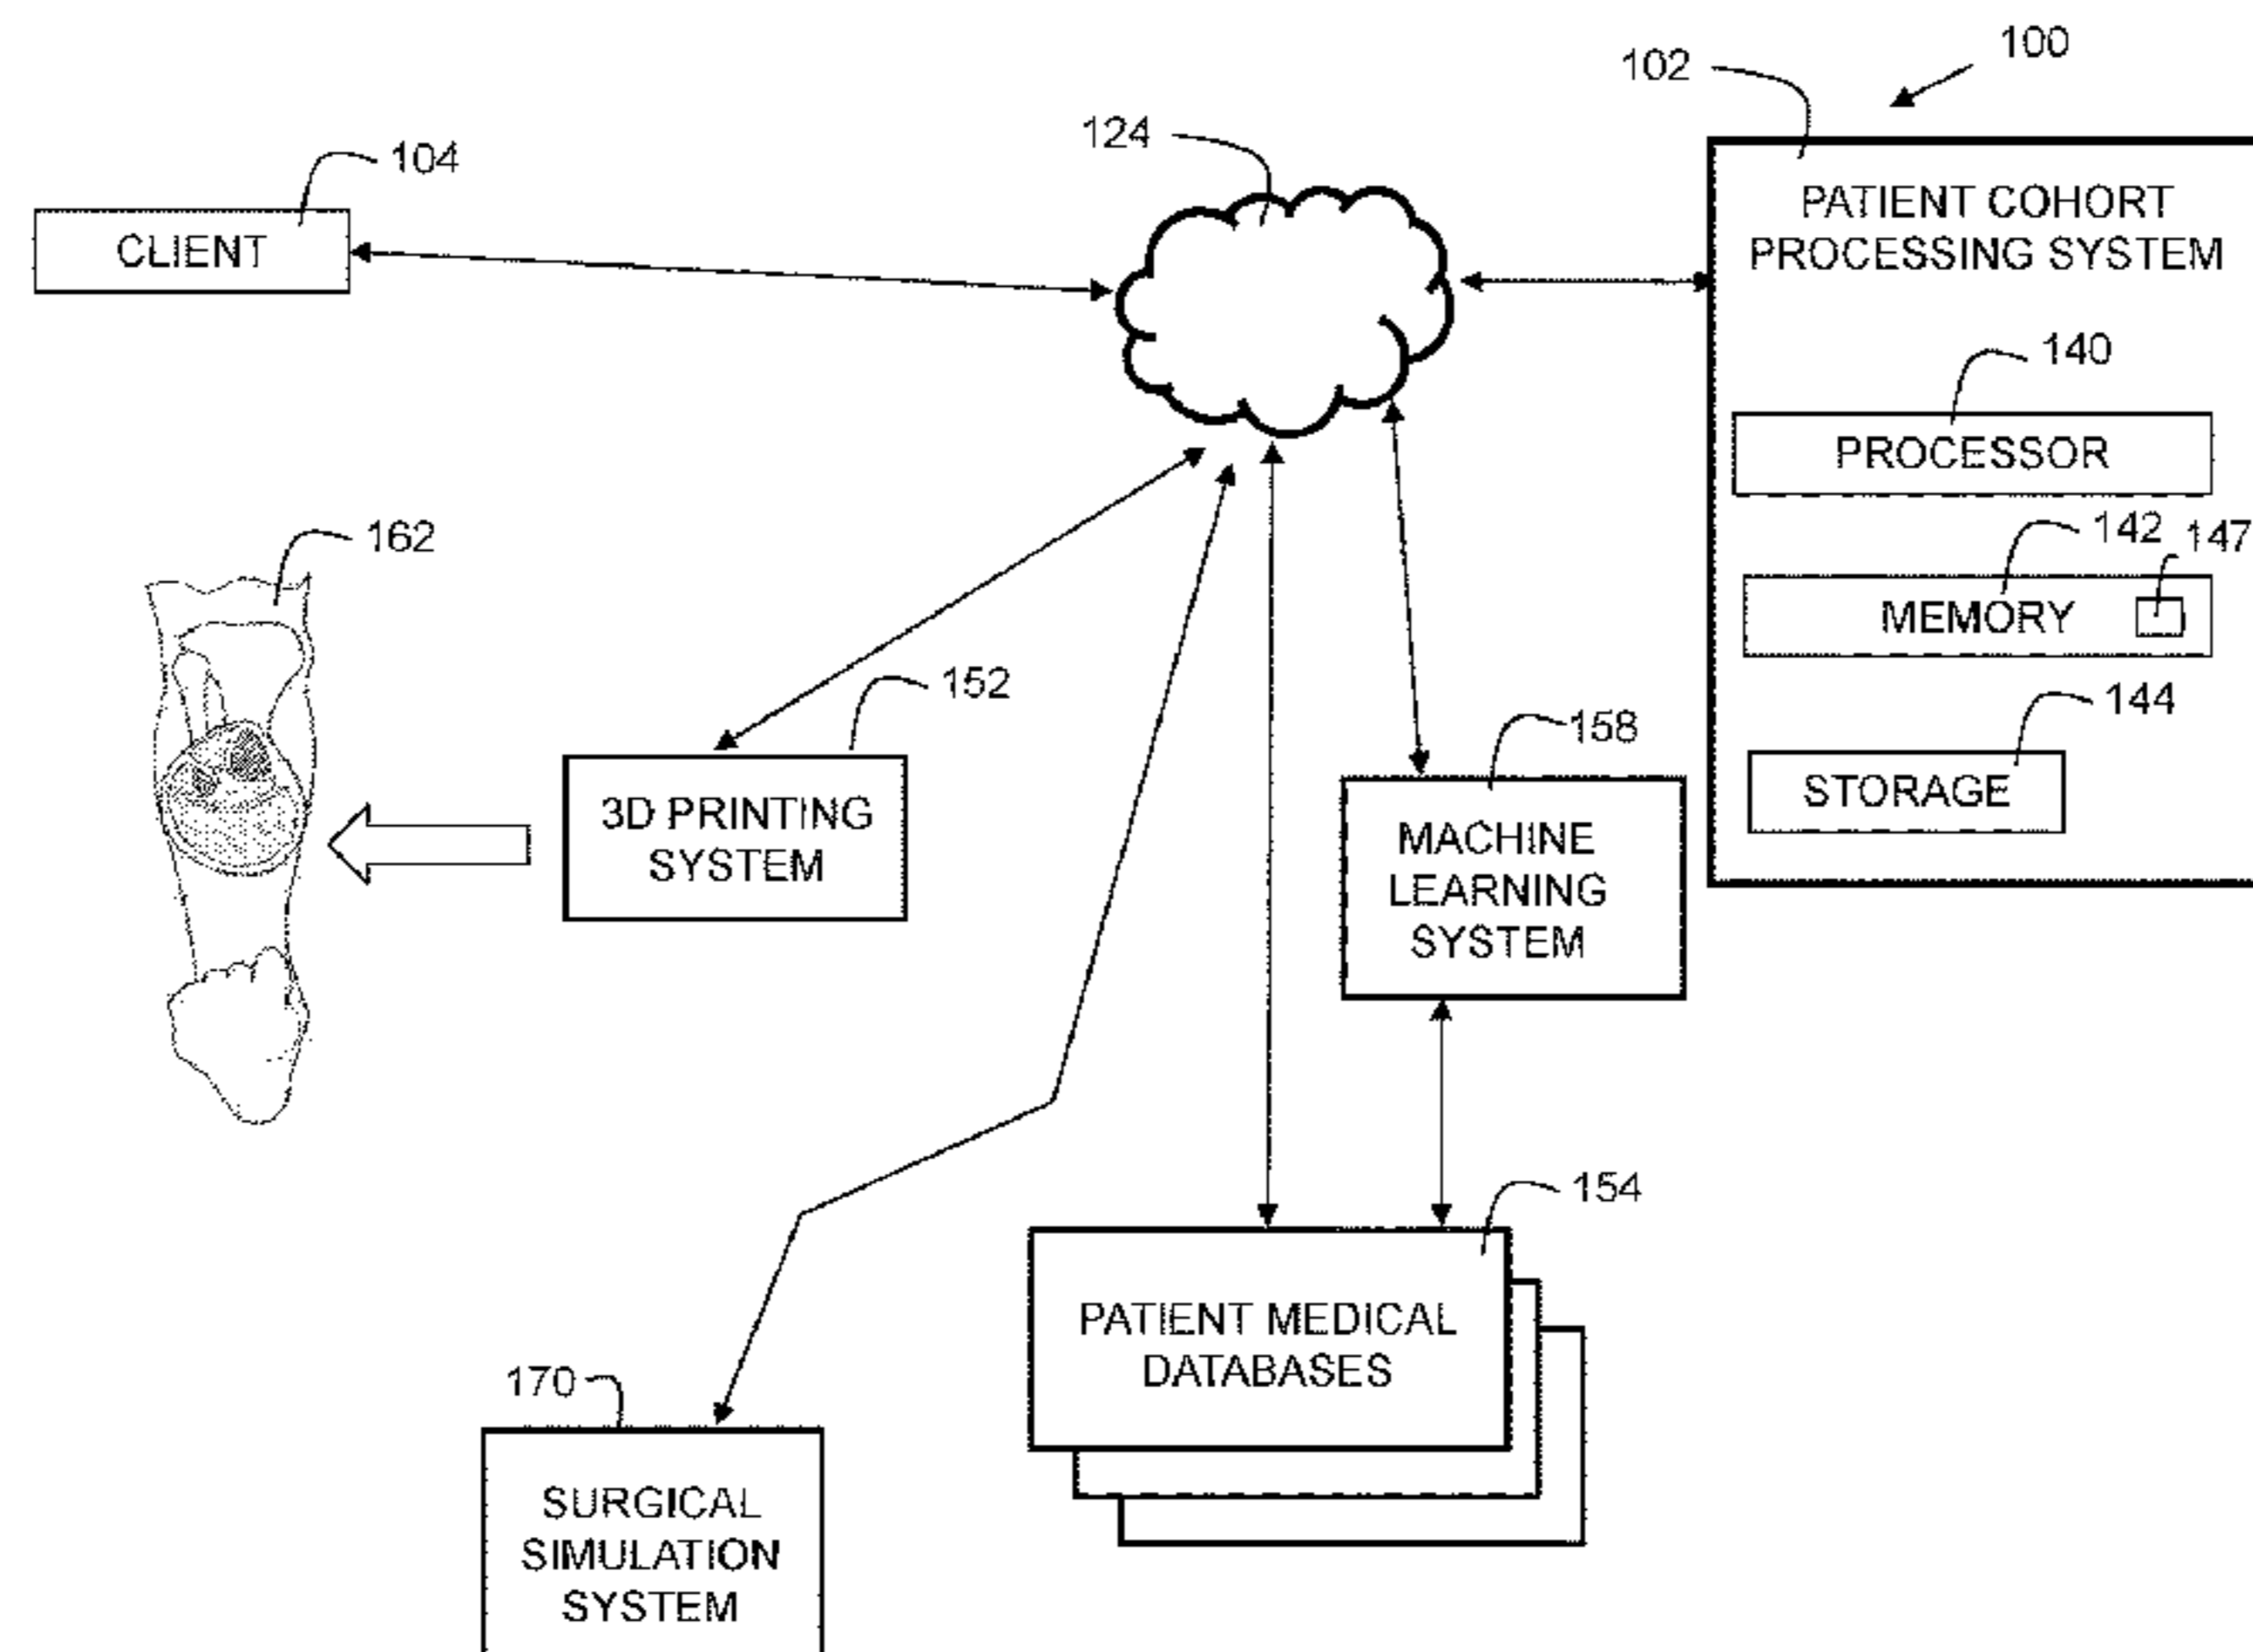 100
102
124
104
CLIENT
PATIENT COHORT
PROCESSING SYSTEM
140
PROCESSOR
142
147
MEMORY
144
STORAGE
162
152
3D PRINTING
SYSTEM
158
MACHINE
LEARNING
SYSTEM
154
PATIENT MEDICAL
DATABASES
170
SURGICAL
SIMULATION
SYSTEM